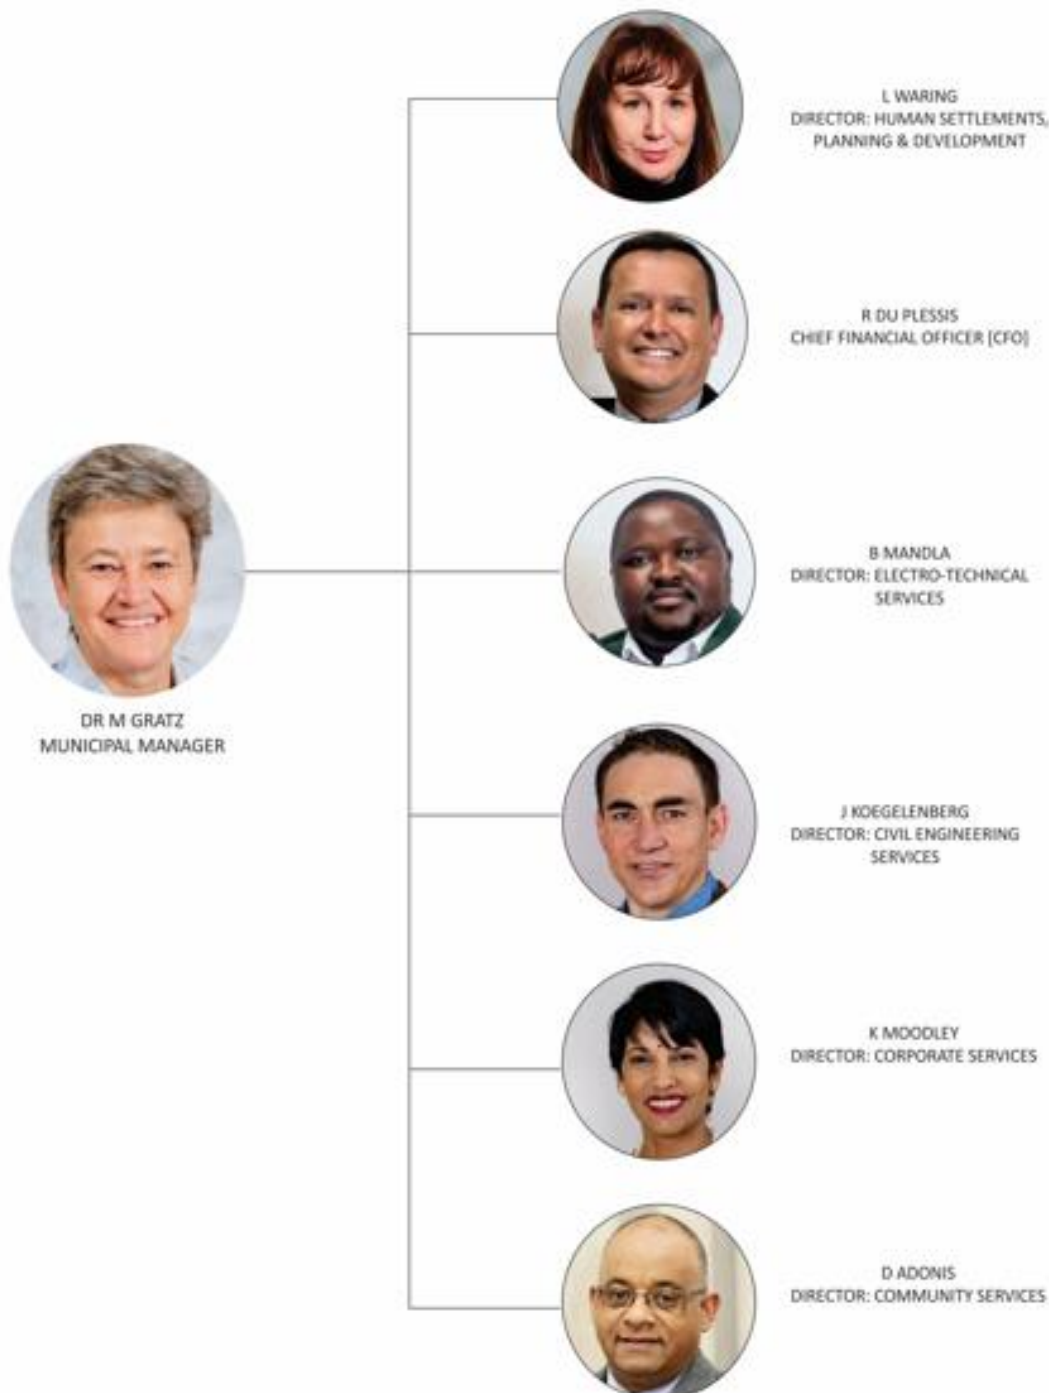 L WARING
DIRECTOR: HUMAN SETTLEMENTS,
PLANNING & DEVELOPMENT
R DU PLESSIS
CHIEF FINANCIAL OFFICER [CFO]
B MANDLA
DIRECTOR: ELECTRO-TECHNICAL
SERVICES
DR M GRATZ
MUNICIPAL MANAGER
J KOEGELENBERG
DIRECTOR: CIVIL ENGINEERING
SERVICES
K MOODLEY
DIRECTOR: CORPORATE SERVICES
D ADONIS
DIRECTOR: COMMUNITY SERVICES